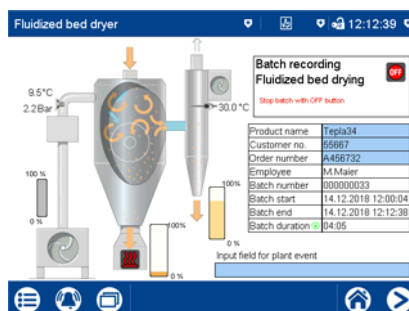 Fluidized bed dryer
12:12:39
Batch recording
Fluidized bed drying
OFF
Stop batch with OFF button
9.5°C
2.2Bar
30.0°C
Product name Tepla34
Customer no. 55667
Order number A456732
Employee M.Maier
Batch number 000000033
Batch start 14.12.2018 12:00:04
Batch end 14.12.2018 12:12:38
Batch duration 04:05
100 %
0 %
100%
0 %
100%
0 %
Input field for plant event